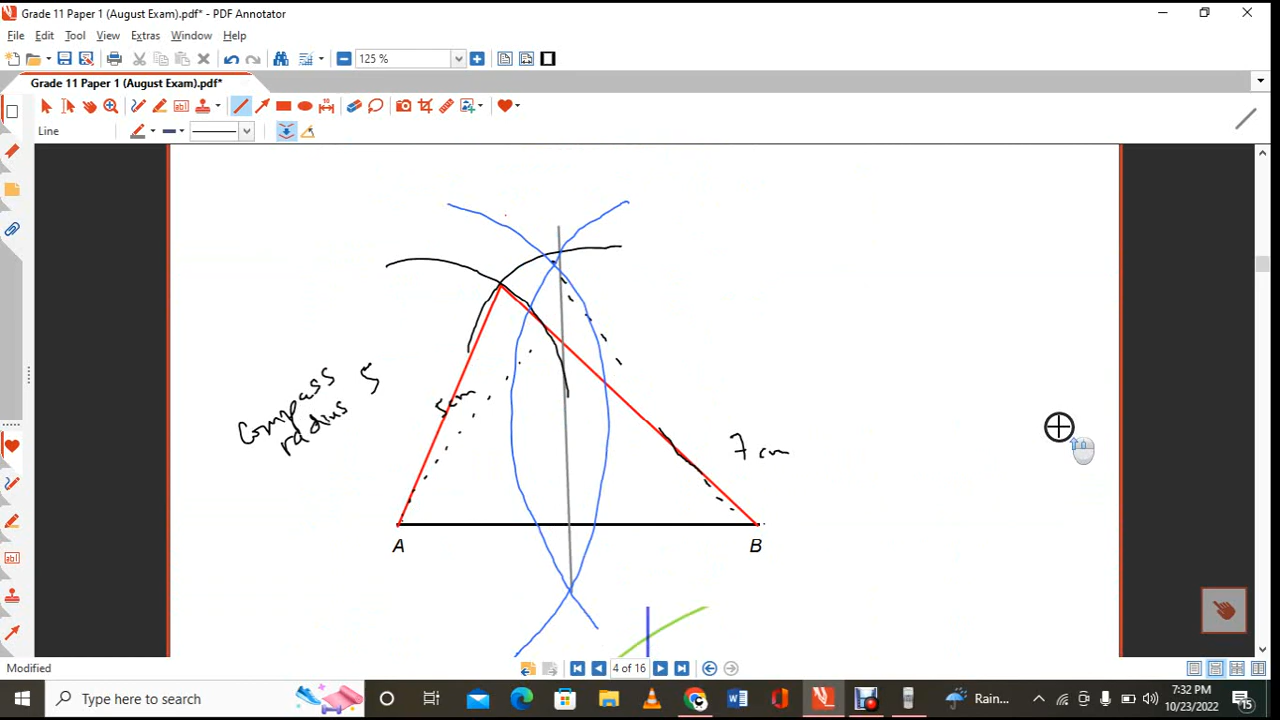 Grade 11 Paper 1 (August Exam).pdf* - PDF Annotator
File Edit Tool View Extras Window Help
125 %
Grade 11 Paper 1 (August Exam).pdf*
Line
Compass
radius 5
5cm
7 cm
A
B
4 of 16
Modified
Type here to search
Rain...
7:32 PM
10/23/2022
15